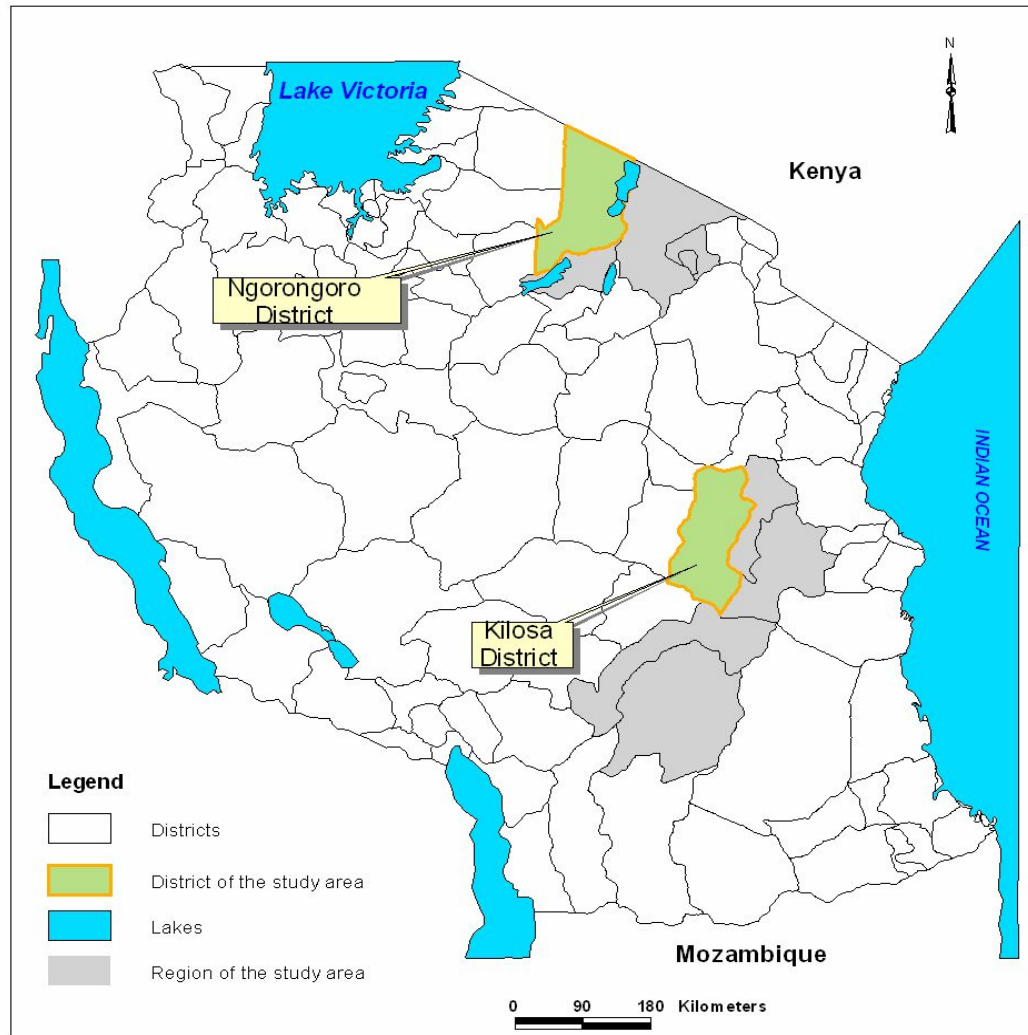 N
Lake Victoria
Kenya
Ngorongoro
District
INDIAN OCEAN
Kilosa
District
Legend
Districts
District of the study area
Lakes
Region of the study area
Mozambique
0 90 180 Kilometers